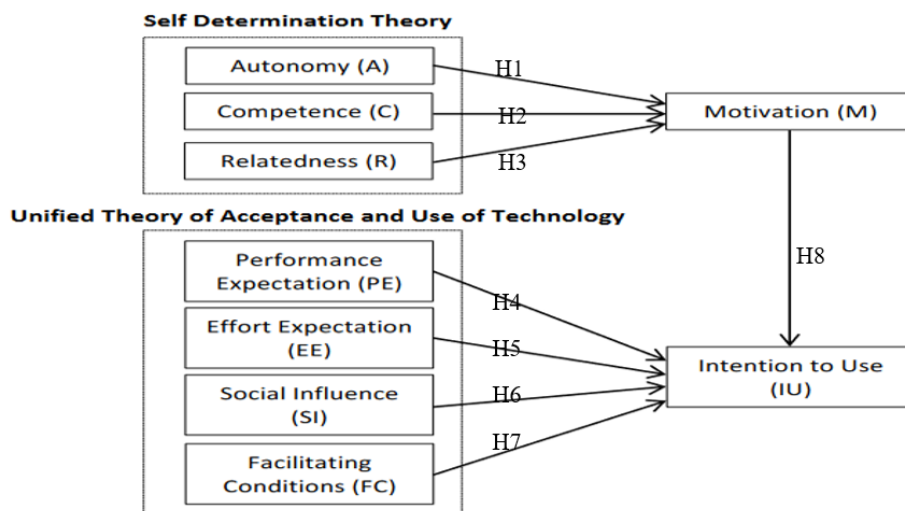 Self Determination Theory
Autonomy (A)
H1
Competence (C)
H2
Motivation (M)
Relatedness (R)
H3
Unified Theory of Acceptance and Use of Technology
H8
Performance
Expectation (PE)
H4
Effort Expectation
(EE)
H5
Intention to Use
(IU)
Social Influence
(SI)
H6
H7
Facilitating
Conditions (FC)